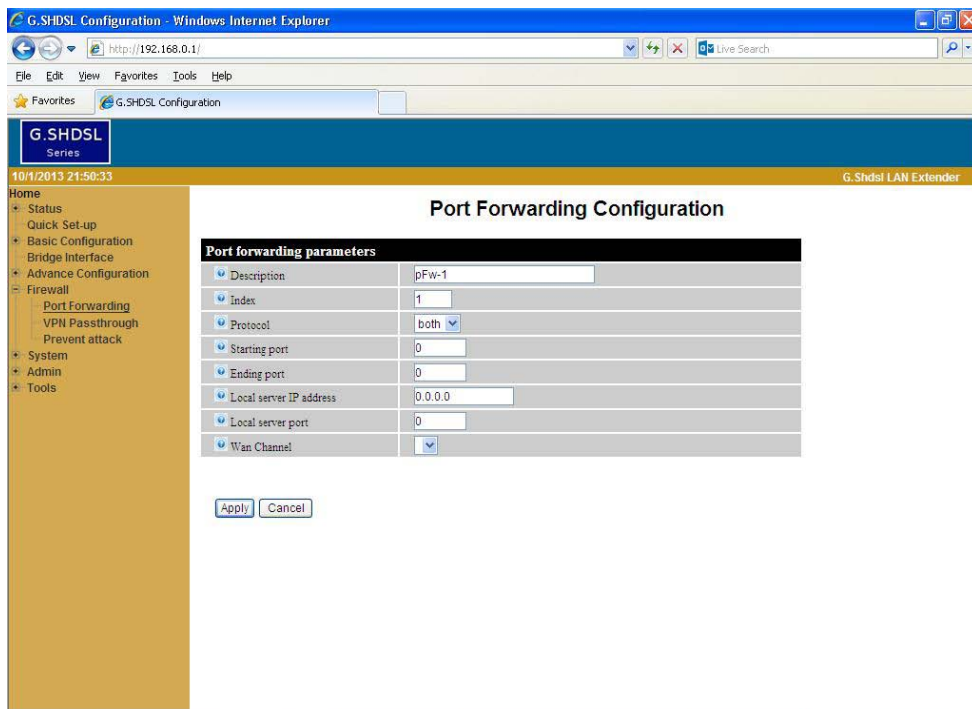 G.SHDSL Configuration - Windows Internet Explorer
http://192.168.0.1/
Live Search
File Edit View Favorites Tools Help
Favorites
G.SHDSL Configuration
G.SHDSL
Series
10/1/2013 21:50:33
G.Shdsl LAN Extender
Home
Status
Quick Set-up
Basic Configuration
Bridge Interface
Advance Configuration
Firewall
Port Forwarding
VPN Passthrough
Prevent attack
System
Admin
Tools
Port Forwarding Configuration
Port forwarding parameters
Description pFw-1
Index 1
Protocol both
Starting port 0
Ending port 0
Local server IP address 0.0.0.0
Local server port 0
Wan Channel
Apply Cancel